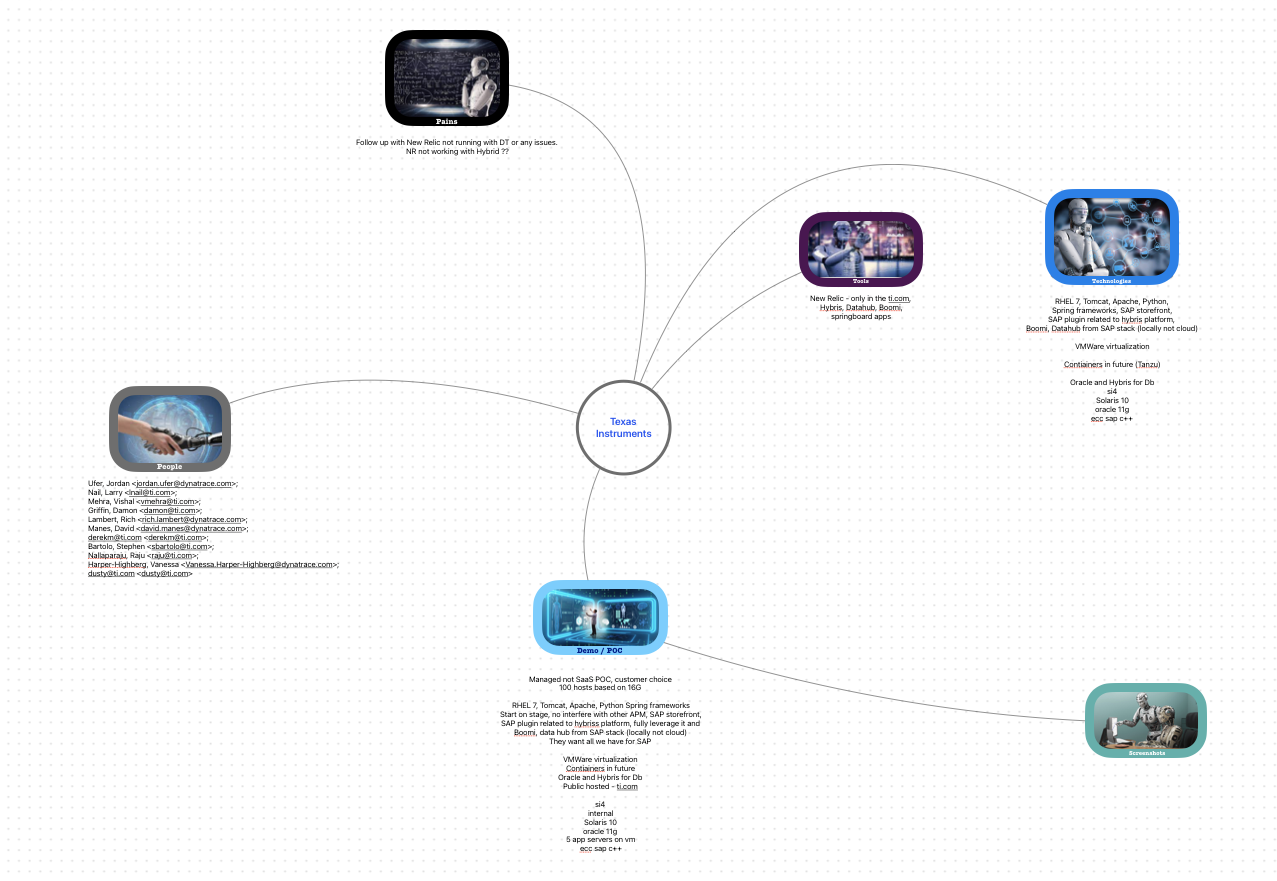 Pains
Follow up with New Relic not running with DT or any issues.
NR not working with Hybrid ??
Tools
New Relic - only in the ti.com,
Hybris, Datahub, Boomi,
springboard apps
Technologies
RHEL 7, Tomcat, Apache, Python,
Spring frameworks, SAP storefront,
SAP plugin related to hybris platform,
Boomi, Datahub from SAP stack (locally not cloud)
VMWare virtualization
Contiainers in future (Tanzu)
Oracle and Hybris for Db
si4
Solaris 10
oracle 11g
ecc sap c++
Texas
Instruments
People
Ufer, Jordan <jordan.ufer@dynatrace.com>;
Nail, Larry <lnail@ti.com>;
Mehra, Vishal <vmehra@ti.com>;
Griffin, Damon <damon@ti.com>;
Lambert, Rich <rich.lambert@dynatrace.com>;
Manes, David <david.manes@dynatrace.com>;
derekm@ti.com <derekm@ti.com>;
Bartolo, Stephen <sbartolo@ti.com>;
Nallaparaju, Raju <raju@ti.com>;
Harper-Highberg, Vanessa <Vanessa.Harper-Highberg@dynatrace.com>;
dusty@ti.com <dusty@ti.com>
Demo / POC
Managed not SaaS POC, customer choice
100 hosts based on 16G
RHEL 7, Tomcat, Apache, Python Spring frameworks
Start on stage, no interfere with other APM, SAP storefront,
SAP plugin related to hybriss platform, fully leverage it and
Boomi, data hub from SAP stack (locally not cloud)
They want all we have for SAP
VMWare virtualization
Contiainers in future
Oracle and Hybris for Db
Public hosted - ti.com
si4
internal
Solaris 10
oracle 11g
5 app servers on vm
ecc sap c++
Screenshots